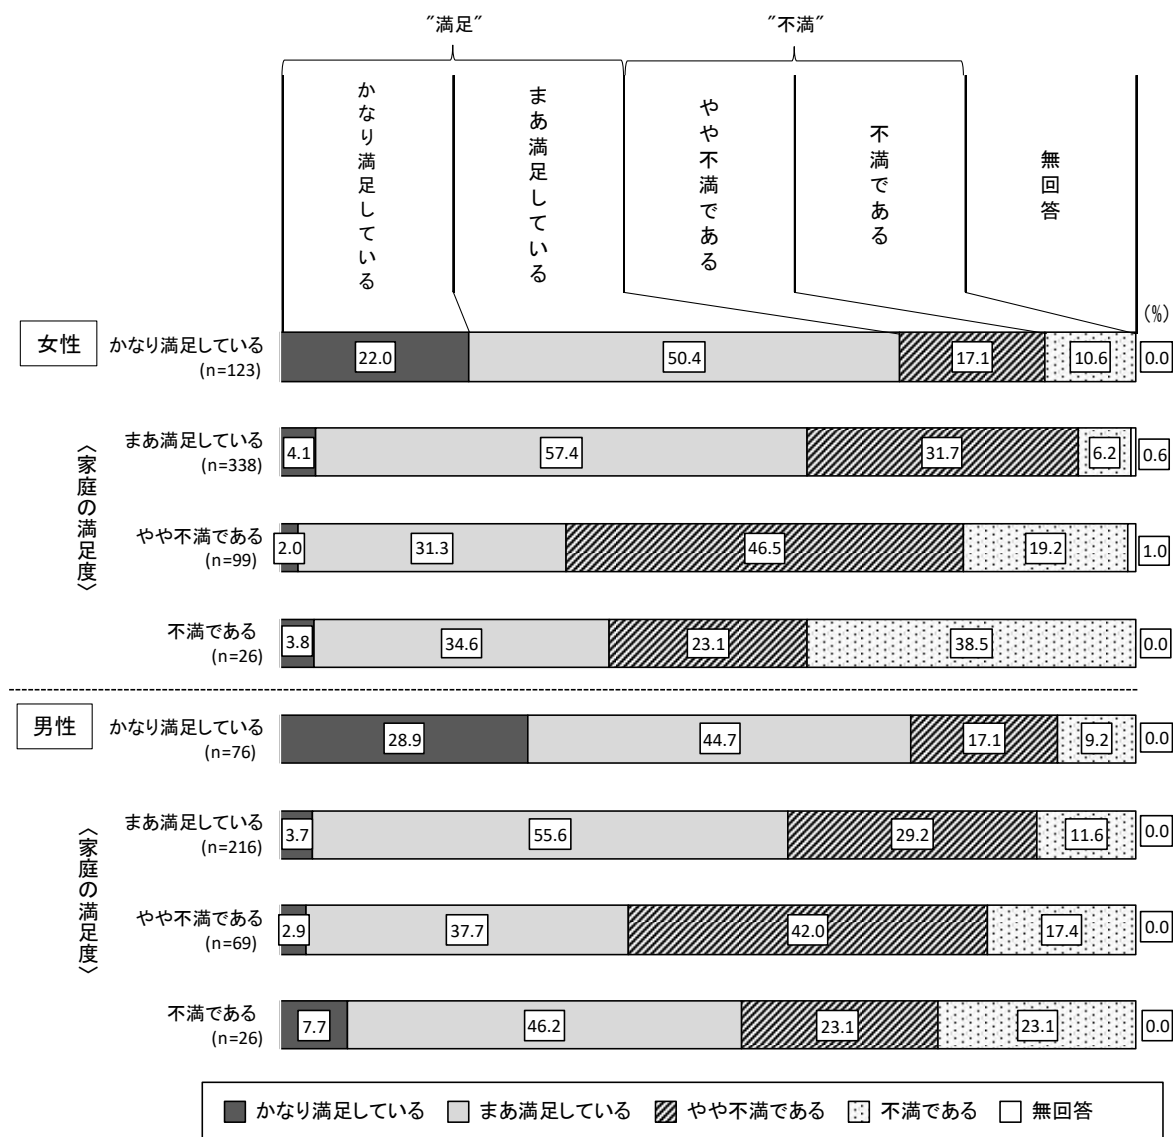 ″満足″ ″不満″
かなり満足している
まあ満足している
やや不満である
不満である
無回答
(%)
女性
〈家庭の満足度〉
かなり満足している
(n=123)
22.0 50.4 17.1 10.6 0.0
まあ満足している
(n=338)
4.1 57.4 31.7 6.2 0.6
やや不満である
(n=99)
2.0 31.3 46.5 19.2 1.0
不満である
(n=26)
3.8 34.6 23.1 38.5 0.0
男性
〈家庭の満足度〉
かなり満足している
(n=76)
28.9 44.7 17.1 9.2 0.0
まあ満足している
(n=216)
3.7 55.6 29.2 11.6 0.0
やや不満である
(n=69)
2.9 37.7 42.0 17.4 0.0
不満である
(n=26)
7.7 46.2 23.1 23.1 0.0
かなり満足している まあ満足している やや不満である 不満である 無回答